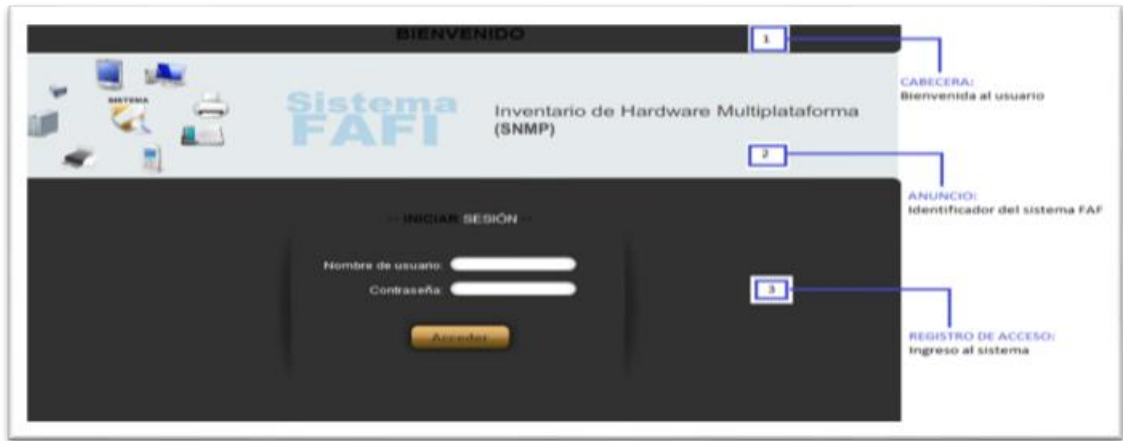 BIENVENIDO
1
CABECERA:
Bienvenida al usuario
SISTEMA
Sistema
FAFI
Inventario de Hardware Multiplataforma
(SNMP)
2
ANUNCIO:
Identificador del sistema FAF
-- INICIAR SESIÓN --
Nombre de usuario:
Contraseña:
3
Acceder
REGISTRO DE ACCESO:
Ingreso al sistema